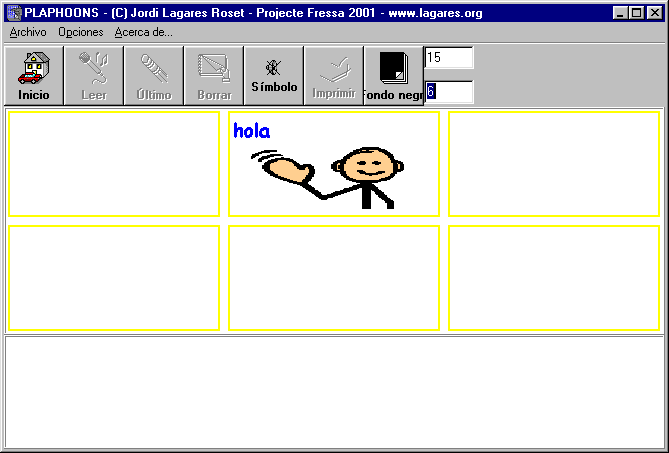 PLAPHOONS - (C) Jordi Lagares Roset - Projecte Fressa 2001 - www.lagares.org
Archivo Opciones Acerca de...
Inicio Leer Último Borrar Símbolo Imprimir Fondo negr
15
6
hola